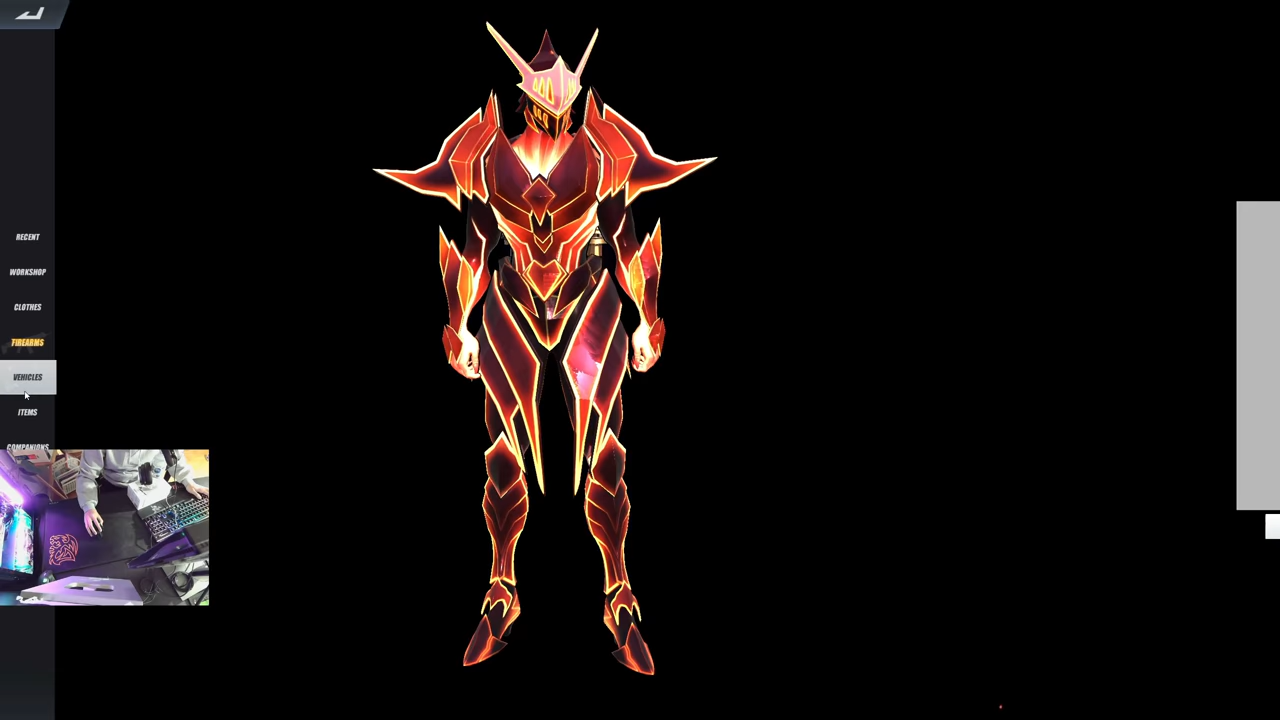 RECENT
WORKSHOP
CLOTHES
FIREARMS
VEHICLES
ITEMS
COMPANIONS